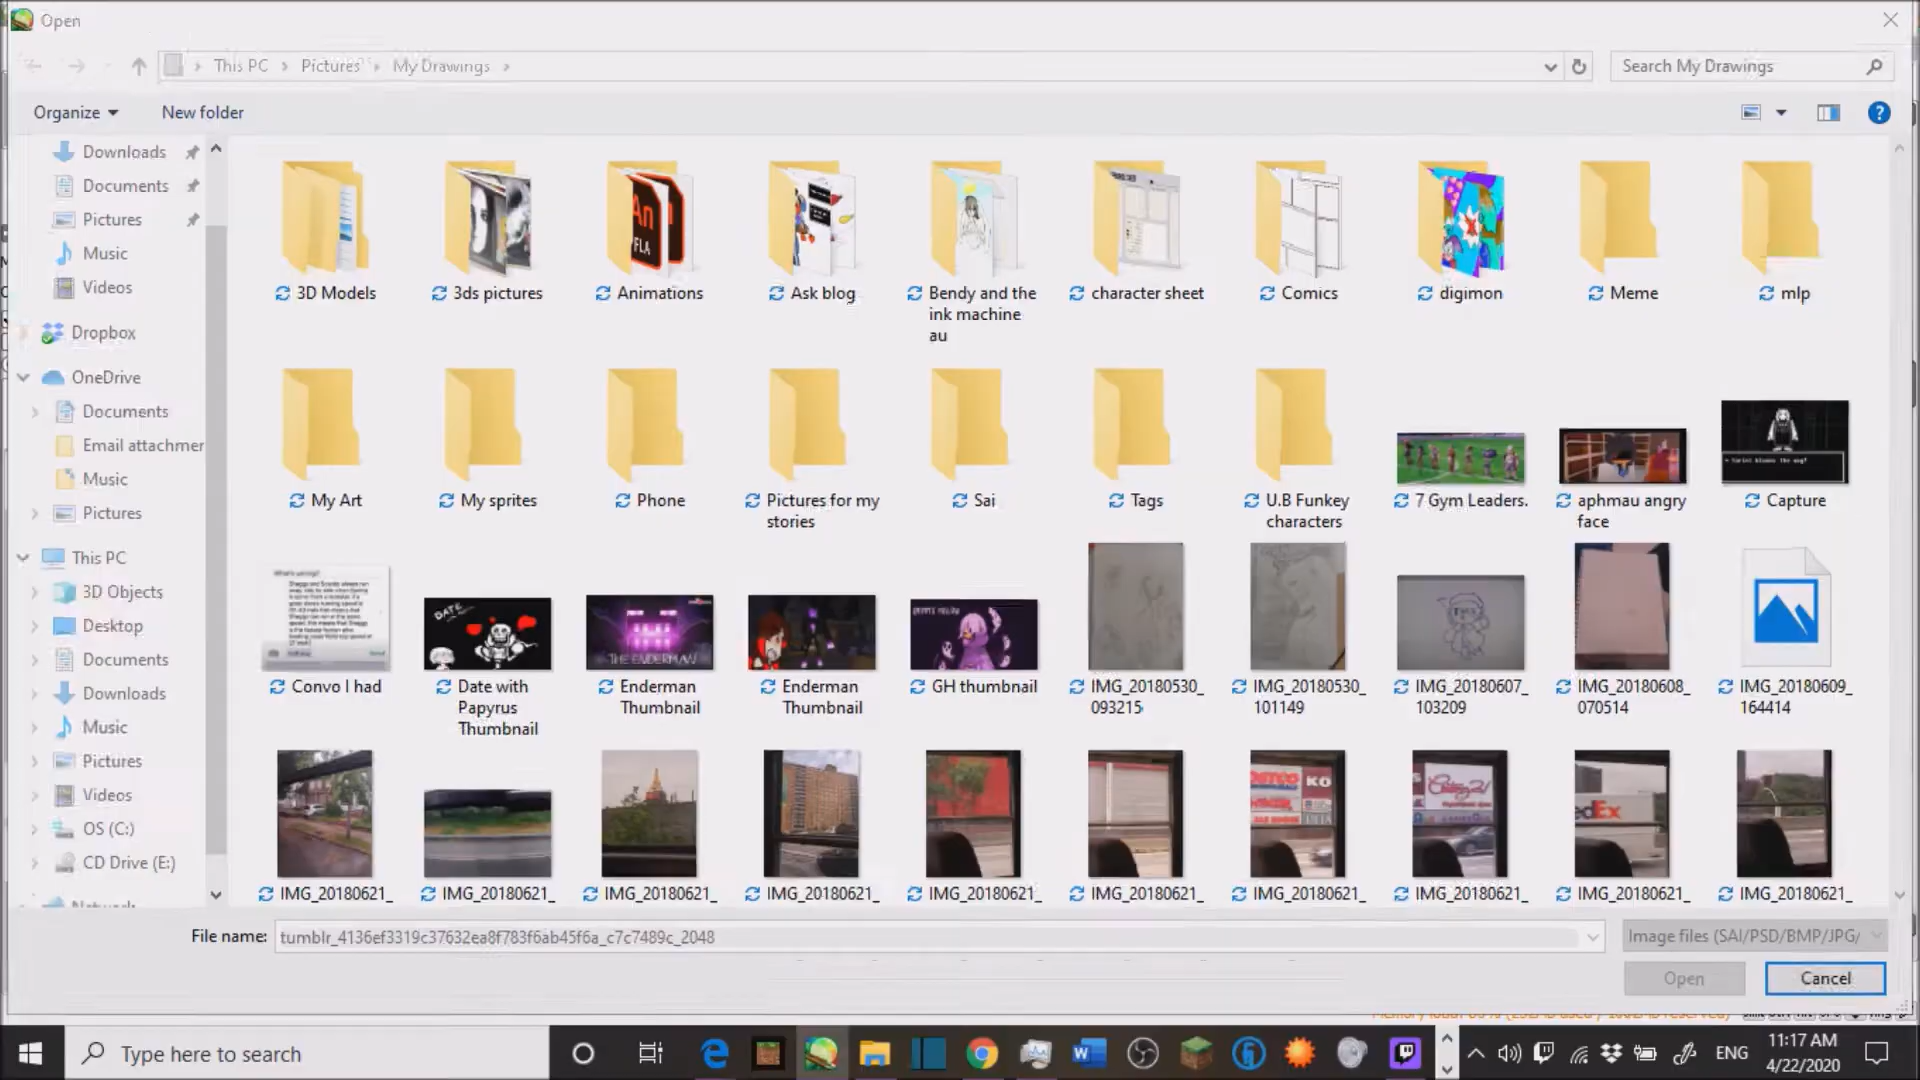 Open
This PC > Pictures > My Drawings >
Search My Drawings
Organize
New folder
Downloads
Documents
Pictures
Music
Videos
Dropbox
OneDrive
Documents
Email attachmer
Music
Pictures
This PC
3D Objects
Desktop
Documents
Downloads
Music
Pictures
Videos
OS (C:)
CD Drive (E:)
3D Models
3ds pictures
Animations
Ask blog
Bendy and the
ink machine
au
character sheet
Comics
digimon
Meme
mlp
My Art
My sprites
Phone
Pictures for my
stories
Sai
Tags
U.B Funkey
characters
7 Gym Leaders.
aphmau angry
face
Capture
Convo I had
Date with
Papyrus
Thumbnail
Enderman
Thumbnail
Enderman
Thumbnail
GH thumbnail
IMG_20180530_
093215
IMG_20180530_
101149
IMG_20180607_
103209
IMG_20180608_
070514
IMG_20180609_
164414
IMG_20180621_
IMG_20180621_
IMG_20180621_
IMG_20180621_
IMG_20180621_
IMG_20180621_
IMG_20180621_
IMG_20180621_
IMG_20180621_
IMG_20180621_
File name:
tumblr_4136ef3319c37632ea8f783f6ab45f6a_c7c7489c_2048
Image files (SAI/PSD/BMP/JPG/
Open
Cancel
Type here to search
ENG
11:17 AM
4/22/2020